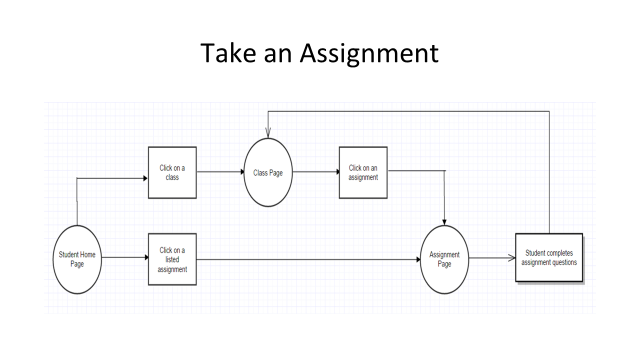 Take an Assignment
Click on a
class
Class Page
Click on an
assignment
Student Home
Page
Click on a
listed
assignment
Assignment
Page
Student completes
assignment questions